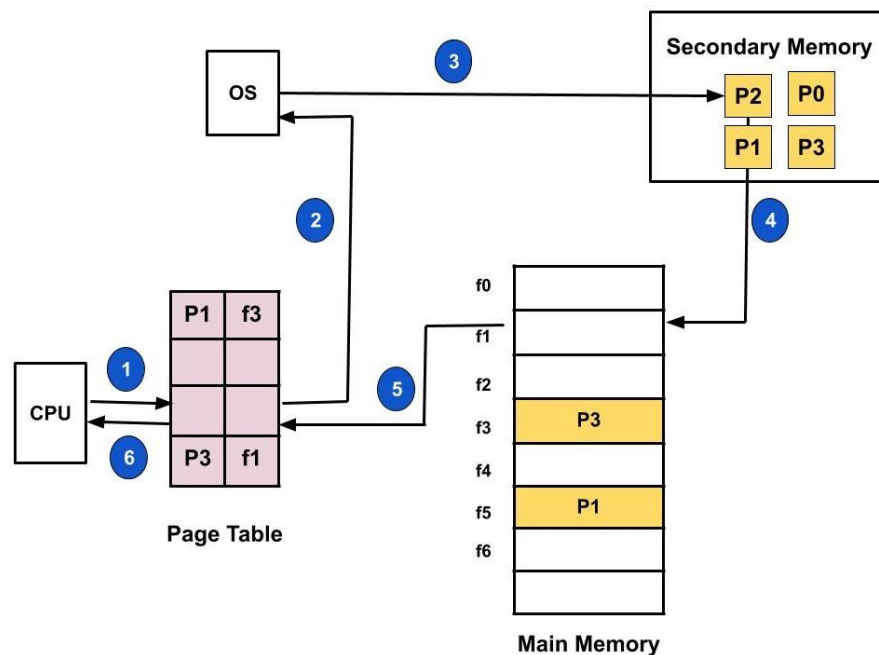 Secondary Memory
3
OS
P2 P0
P1 P3
2
4
f0
P1 f3
f1
1
5
f2
CPU
f3 P3
6
P3 f1
f4
f5 P1
Page Table
f6
Main Memory